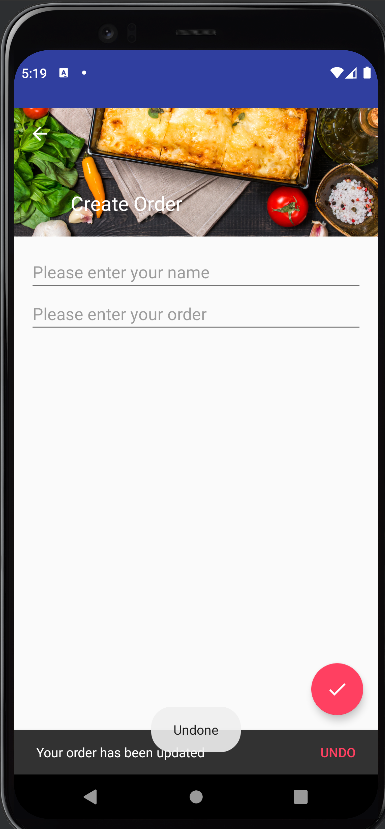 5:19
A
Create Order
Please enter your name
Please enter your order
Undone
Your order has been updated
UNDO